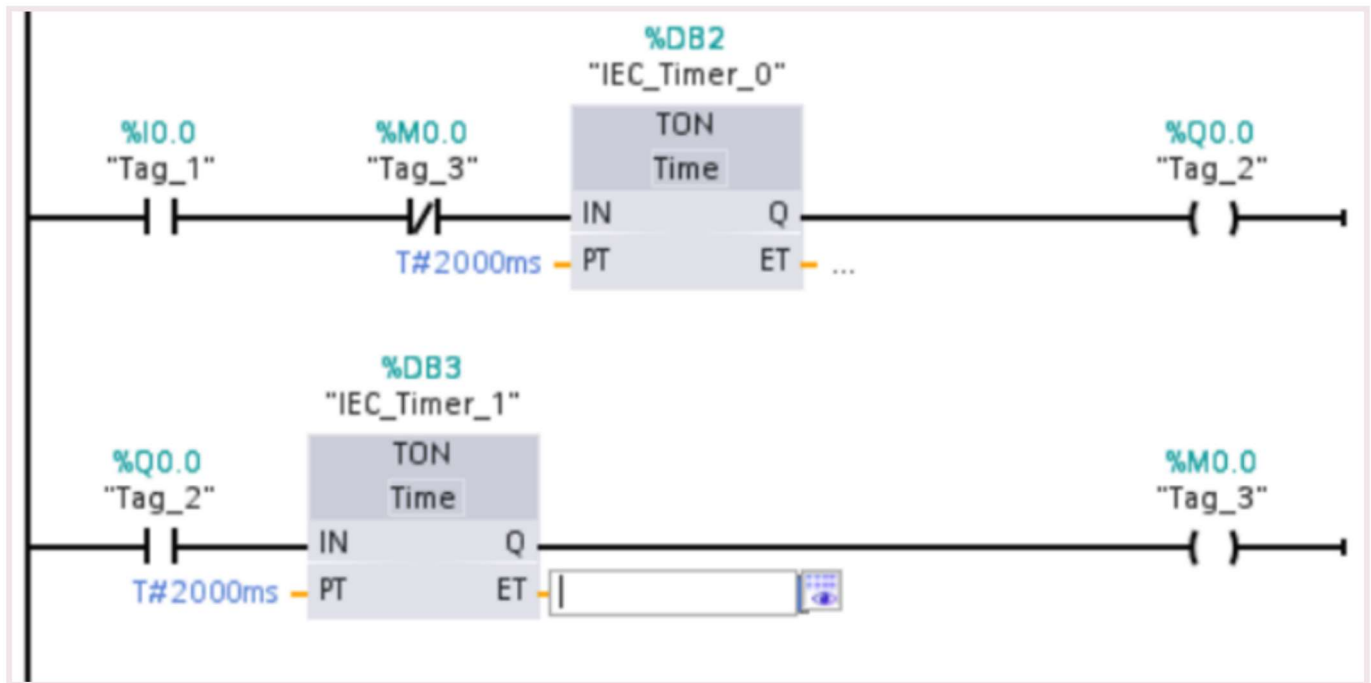 %DB2
"IEC_Timer_0"
%I0.0
"Tag_1"
%M0.0
"Tag_3"
TON
Time
%Q0.0
"Tag_2"
IN Q
T#2000ms PT ET ...
%DB3
"IEC_Timer_1"
%Q0.0
"Tag_2"
TON
Time
%M0.0
"Tag_3"
IN Q
T#2000ms PT ET